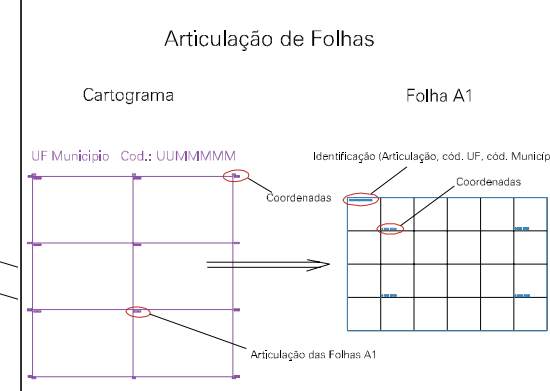 Articulação de Folhas
Cartograma
Folha A1
UF Municipio Cod.: UUMMMMM
Identificação (Articulação, cód. UF, cód. Municíp
Coordenadas
Coordenadas
Articulação das Folhas A1